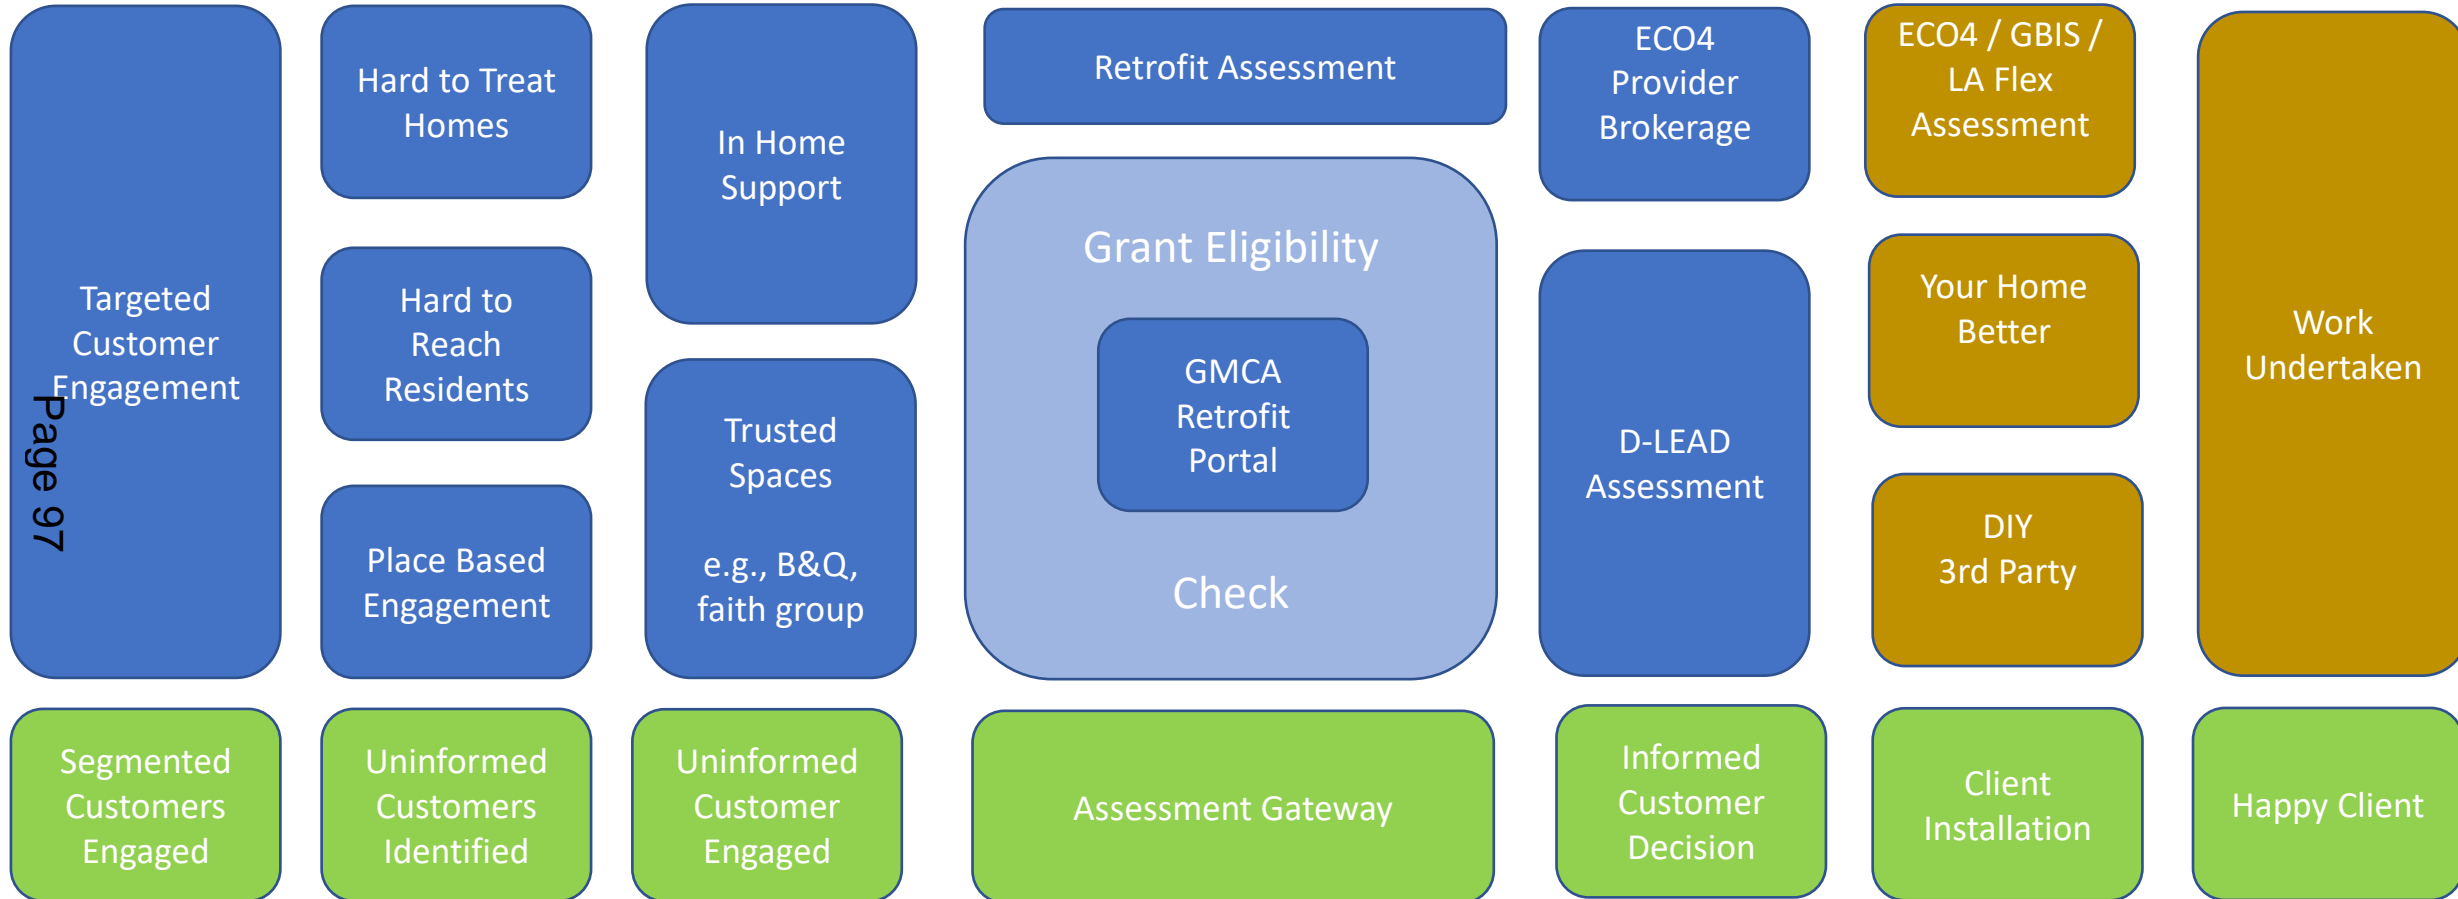 Targeted
Customer
Engagement
Page 97
Hard to Treat
Homes
Hard to
Reach
Residents
Place Based
Engagement
In Home
Support
Trusted
Spaces
e.g., B&Q,
faith group
Retrofit Assessment
Grant Eligibility
GMCA
Retrofit
Portal
Check
ECO4
Provider
Brokerage
D-LEAD
Assessment
ECO4 / GBIS /
LA Flex
Assessment
Your Home
Better
DIY
3rd Party
Work
Undertaken
Segmented
Customers
Engaged
Uninformed
Customers
Identified
Uninformed
Customer
Engaged
Assessment Gateway
Informed
Customer
Decision
Client
Installation
Happy Client